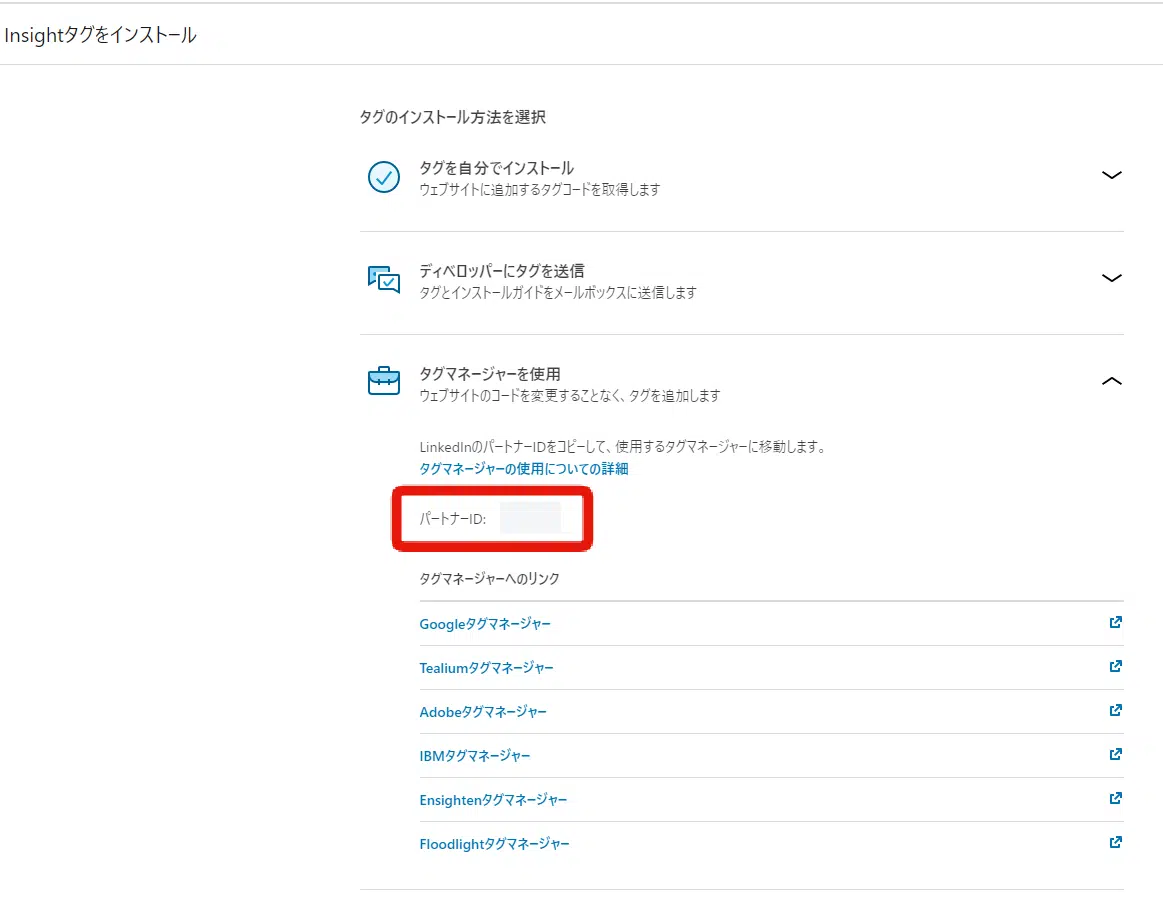 Insightタグをインストール
タグのインストール方法を選択
タグを自分でインストール
ウェブサイトに追加するタグコードを取得します
ディベロッパーにタグを送信
タグとインストールガイドをメールボックスに送信します
タグマネージャーを使用
ウェブサイトのコードを変更することなく、タグを追加します
LinkedInのパートナーIDをコピーして、使用するタグマネージャーに移動します。
タグマネージャーの使用についての詳細
パートナーID:
タグマネージャーへのリンク
Googleタグマネージャー
Tealiumタグマネージャー
Adobeタグマネージャー
IBMタグマネージャー
Ensightenタグマネージャー
Floodlightタグマネージャー